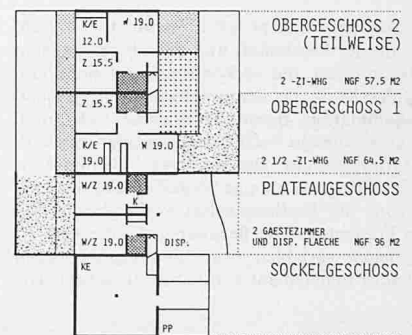 K/E W 19.0
12.0
Z 15.5
Z 15.5
K/E W 19.0
19.0
W/Z 19.0
K
W/Z 19.0 DISP.
KE
PP
OBERGESCHOSS 2
(TEILWEISE)
2 -ZI-WHG NGF 57.5 M2
OBERGESCHOSS 1
2 1/2 -ZI-WHG NGF 64.5 M2
PLATEAUGESCHOSS
2 GAESTEZIMMER
UND DISP. FLAECHE NGF 96 M2
SOCKELGESCHOSS